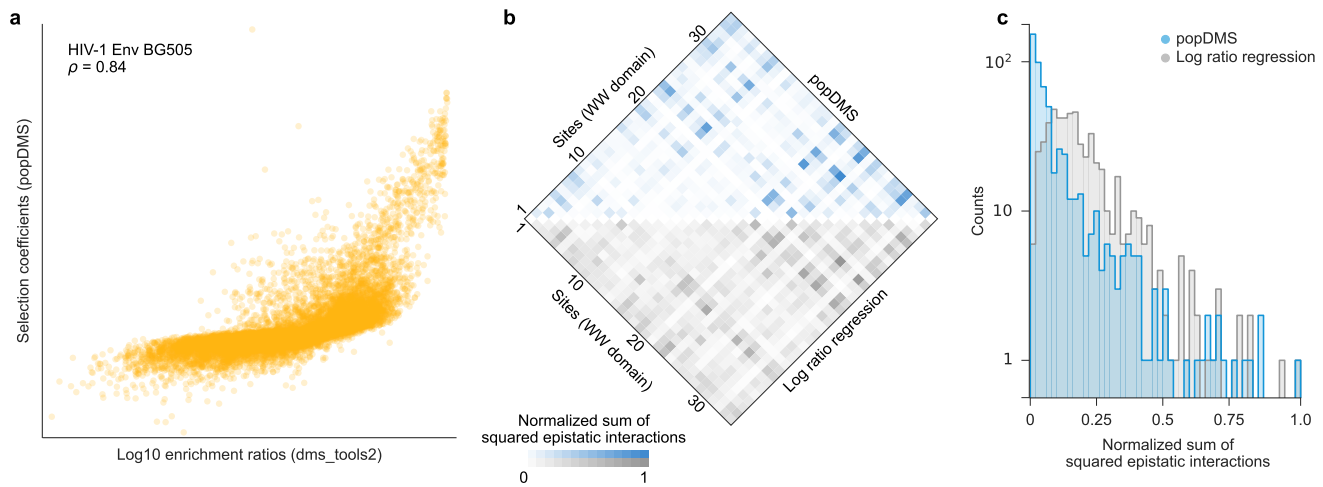 a
HIV-1 Env BG505
ρ = 0.84
Selection coefficients (popDMS)
Log10 enrichment ratios (dms_tools2)
b
30
20
10
1
Sites (WW domain)
popDMS
1
10
20
30
Sites (WW domain)
Log ratio regression
Normalized sum of
squared epistatic interactions
0 1
c
popDMS
Log ratio regression
10²
10
1
Counts
0 0.25 0.5 0.75 1.0
Normalized sum of
squared epistatic interactions